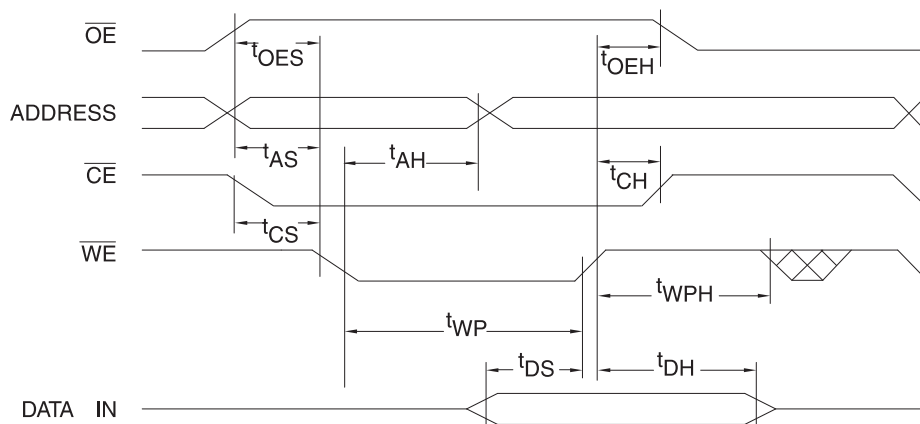 OE
tOES
tOEH
ADDRESS
tAS
tAH
tCH
CE
tCS
WE
tWPH
tWP
tDS
tDH
DATA IN